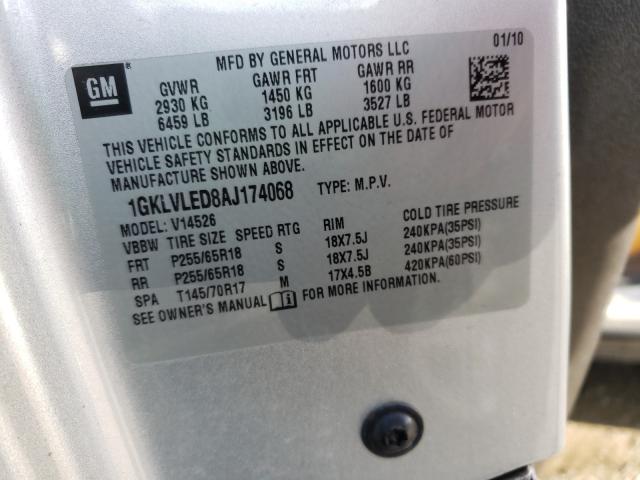 MFD BY GENERAL MOTORS LLC 01/10
GM®
GVWR GAWR FRT GAWR RR
2930 KG 1450 KG 1600 KG
6459 LB 3196 LB 3527 LB
THIS VEHICLE CONFORMS TO ALL APPLICABLE U.S. FEDERAL MOTOR
VEHICLE SAFETY STANDARDS IN EFFECT ON THE DATE OF
MANUFACTURE SHOWN ABOVE.
1GKLVLED8AJ174068 TYPE: M.P.V.
MODEL: V14526
VBBW TIRE SIZE SPEED RTG RIM COLD TIRE PRESSURE
FRT P255/65R18 S 18X7.5J 240KPA(35PSI)
RR P255/65R18 S 18X7.5J 240KPA(35PSI)
SPA T145/70R17 M 17X4.5B 420KPA(60PSI)
SEE OWNER'S MANUAL FOR MORE INFORMATION.